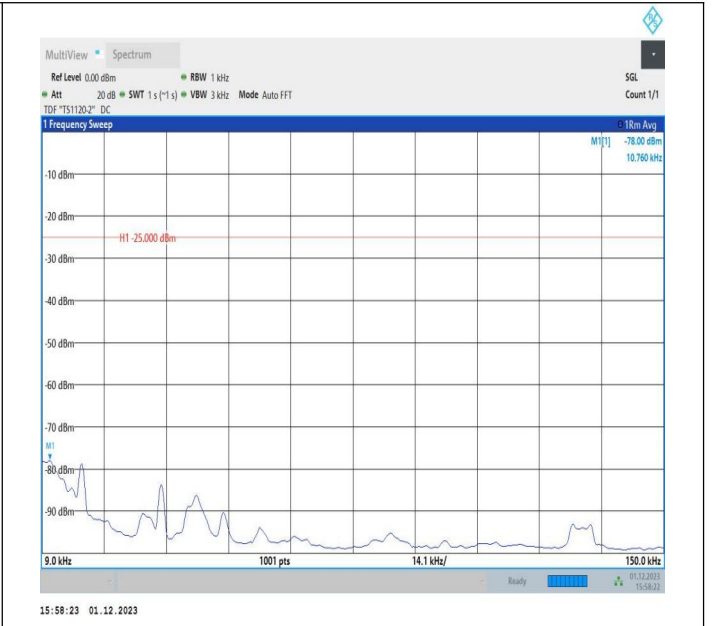 R&S
MultiView Spectrum
Ref Level 0.00 dBm RBW 1 kHz SGL
Att 20 dB SWT 1 s (~1 s) VBW 3 kHz Mode Auto FFT Count 1/1
TDF "TS1120-2" DC
1 Frequency Sweep 1Rm Avg
M1[1] -78.00 dBm
10.760 kHz
-10 dBm
-20 dBm
H1 -25.000 dBm
-30 dBm
-40 dBm
-50 dBm
-60 dBm
-70 dBm
M1
-80 dBm
-90 dBm
9.0 kHz 1001 pts 14.1 kHz/ 150.0 kHz
Ready 01.12.2023
15:58:22
15:58:23 01.12.2023